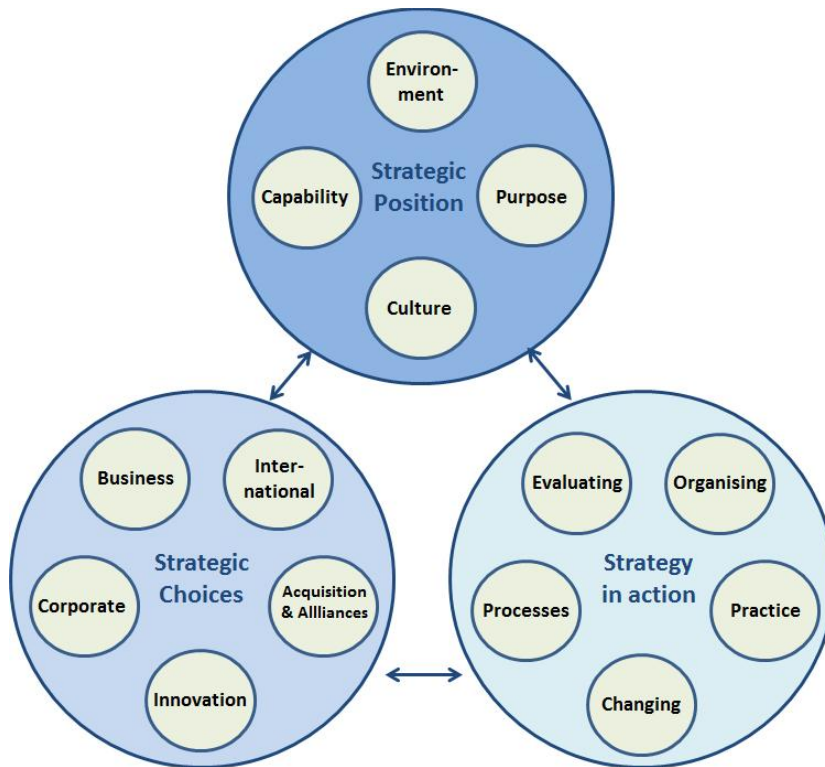 Environ-
ment
Capability
Strategic
Position
Purpose
Culture
Business
Inter-
national
Strategic
Choices
Corporate
Acquisition
& Allliances
Innovation
Evaluating
Organising
Strategy
in action
Processes
Practice
Changing